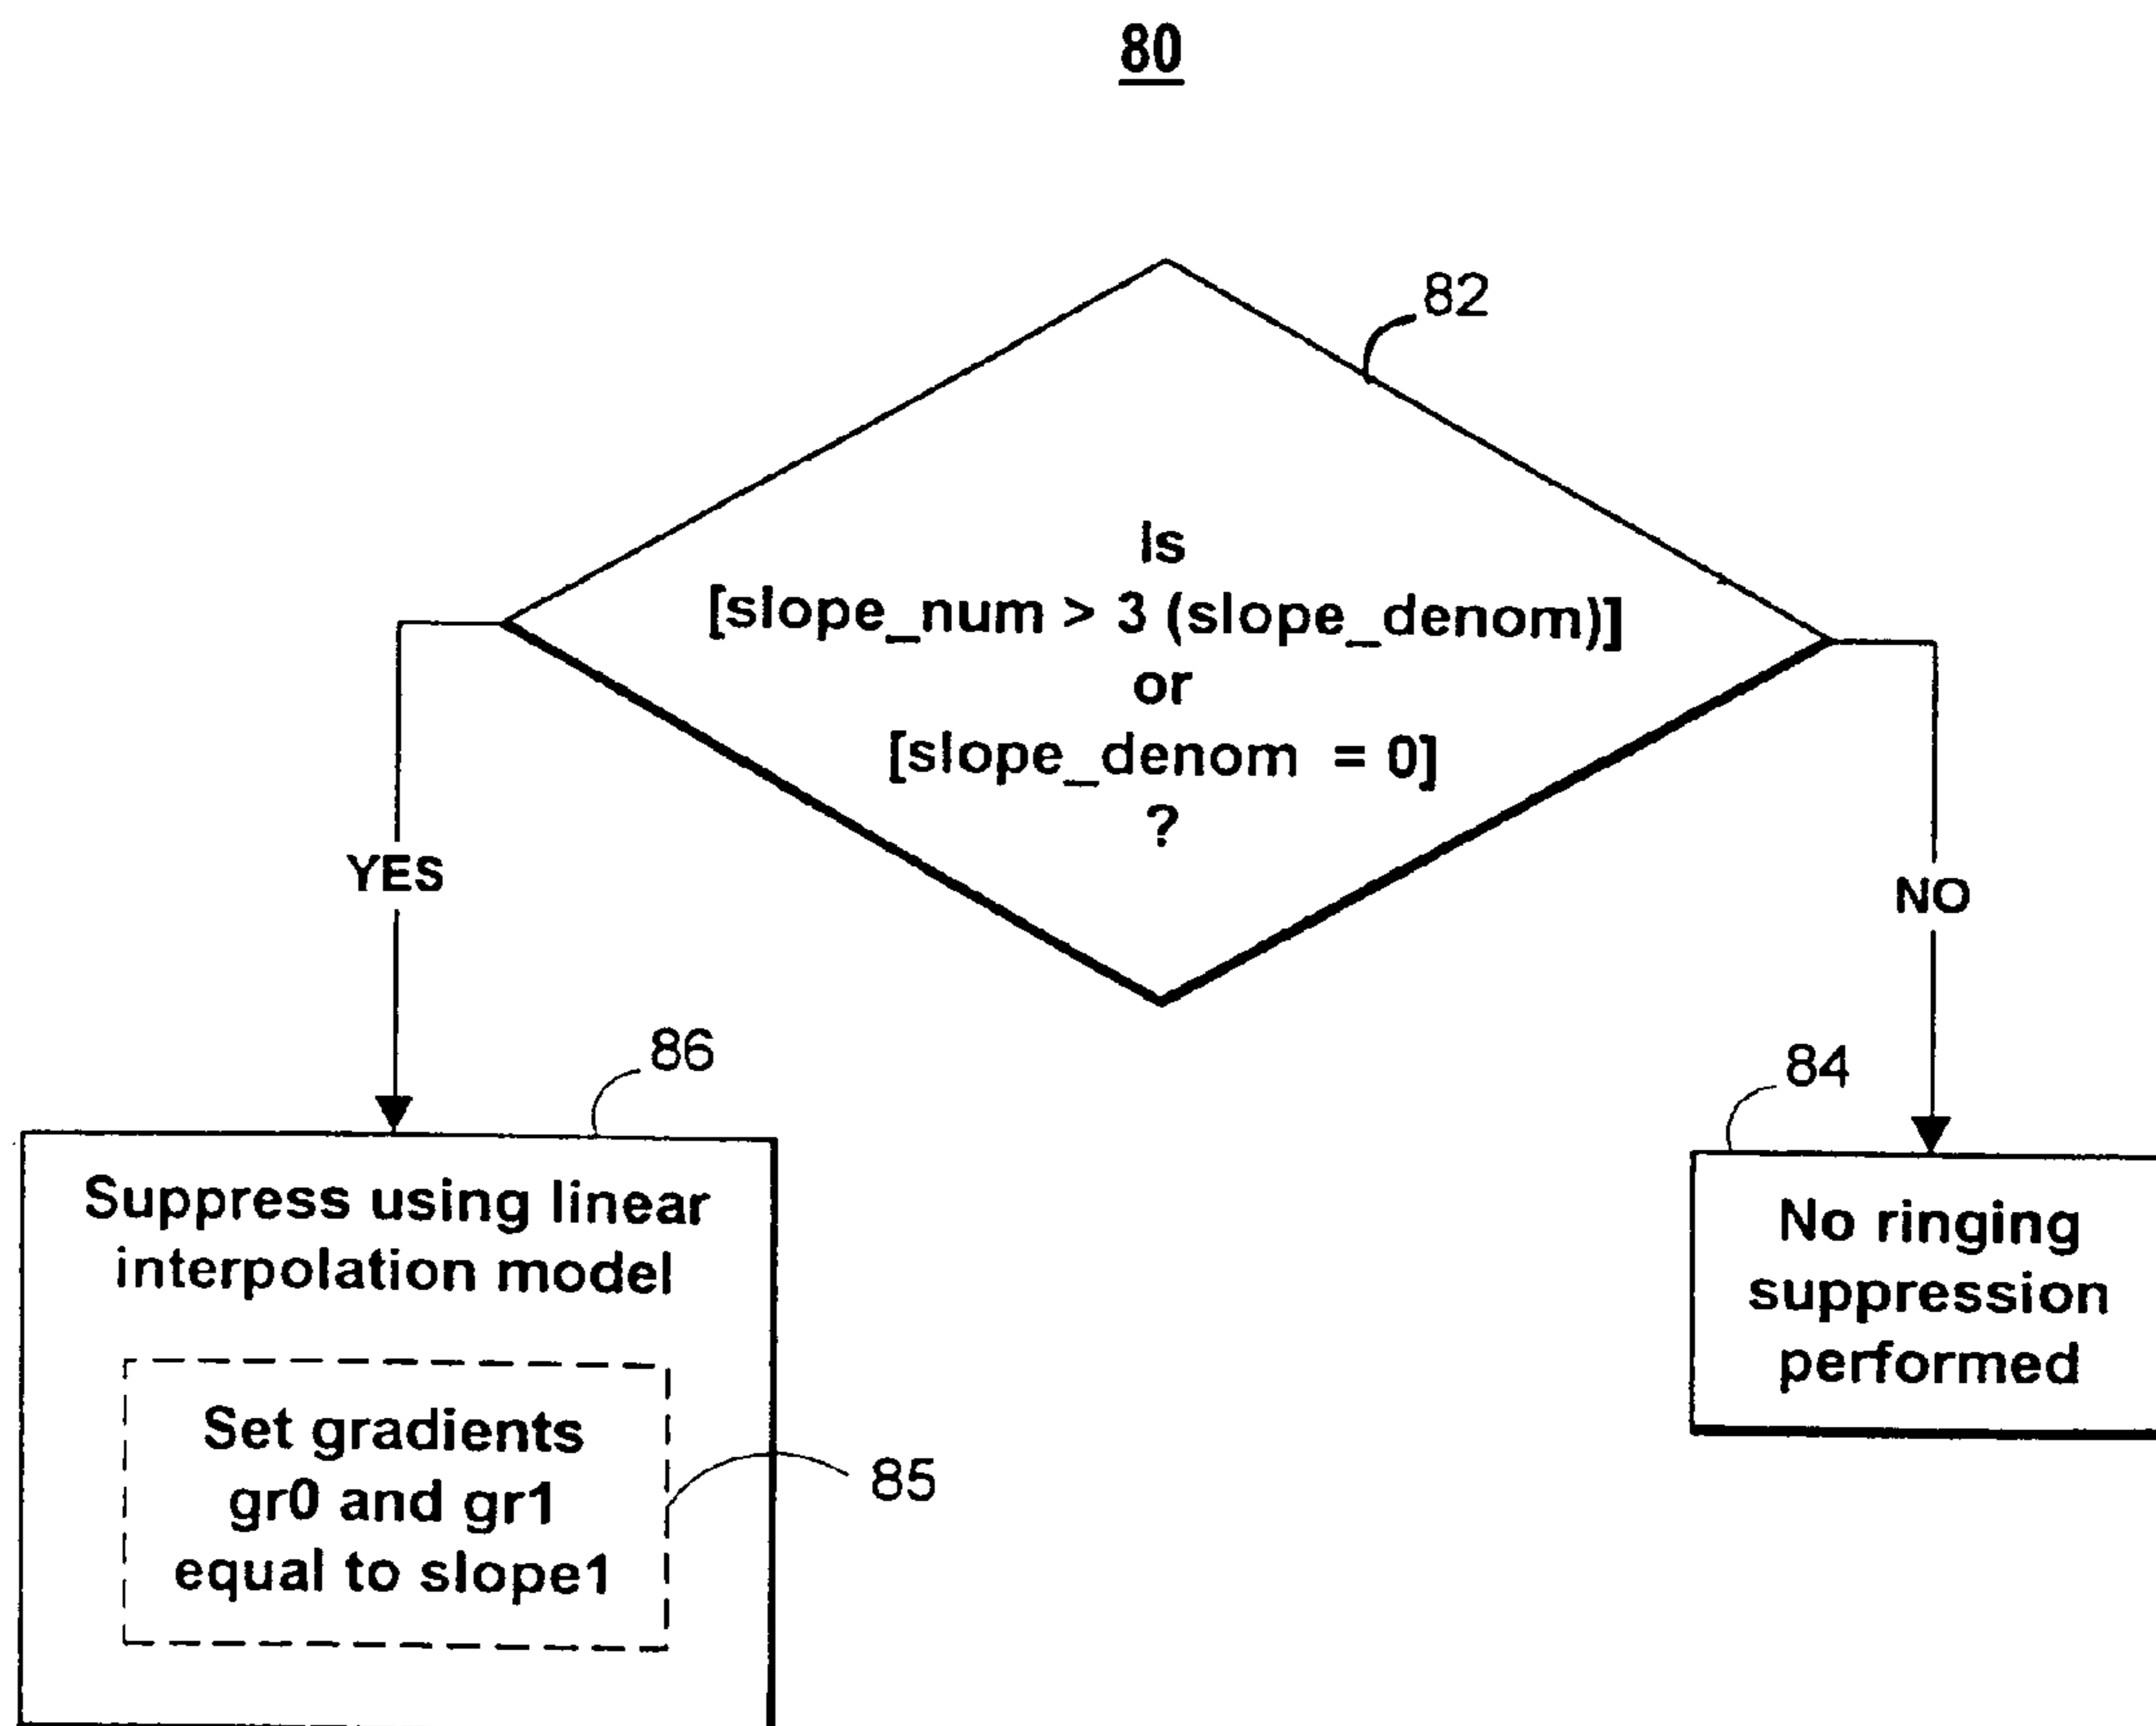 80
82
Is
[slope_num > 3 (slope_denom)]
or
[slope_denom = 0]
?
YES
NO
86
84
Suppress using linear
interpolation model
Set gradients
gr0 and gr1
equal to slope1
85
No ringing
suppression
performed